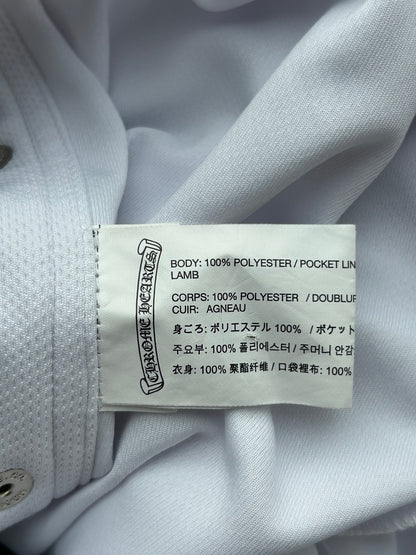 CHROME HEARTS
BODY: 100% POLYESTER / POCKET LIN
LAMB
CORPS: 100% POLYESTER / DOUBLU
CUIR: AGNEAU
身ごろ: ポリエステル 100% / ポケット
주요부: 100% 폴리에스터 / 주머니 안감
衣身: 100% 聚酯纤维 / 口袋裡布: 100%